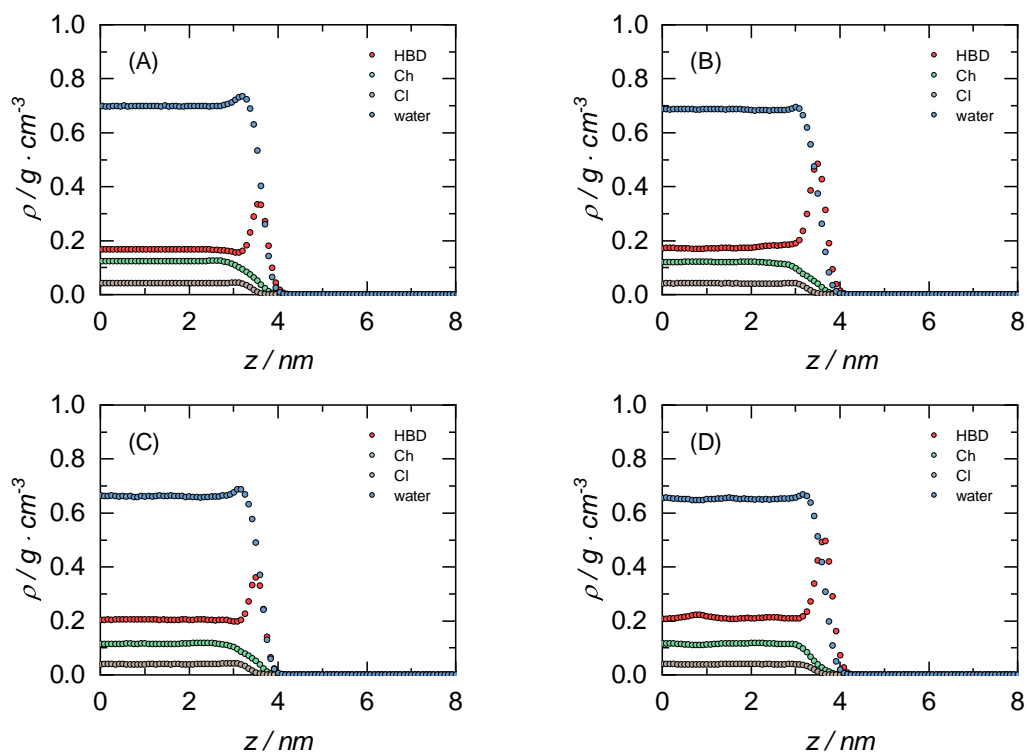 1.0
0.8
0.6
0.4
0.2
0.0
ρ / g · cm-3
(A)
HBD
Ch
Cl
water
0 2 4 6 8
z / nm
1.0
0.8
0.6
0.4
0.2
0.0
ρ / g · cm-3
(B)
HBD
Ch
Cl
water
0 2 4 6 8
z / nm
1.0
0.8
0.6
0.4
0.2
0.0
ρ / g · cm-3
(C)
HBD
Ch
Cl
water
0 2 4 6 8
z / nm
1.0
0.8
0.6
0.4
0.2
0.0
ρ / g · cm-3
(D)
HBD
Ch
Cl
water
0 2 4 6 8
z / nm